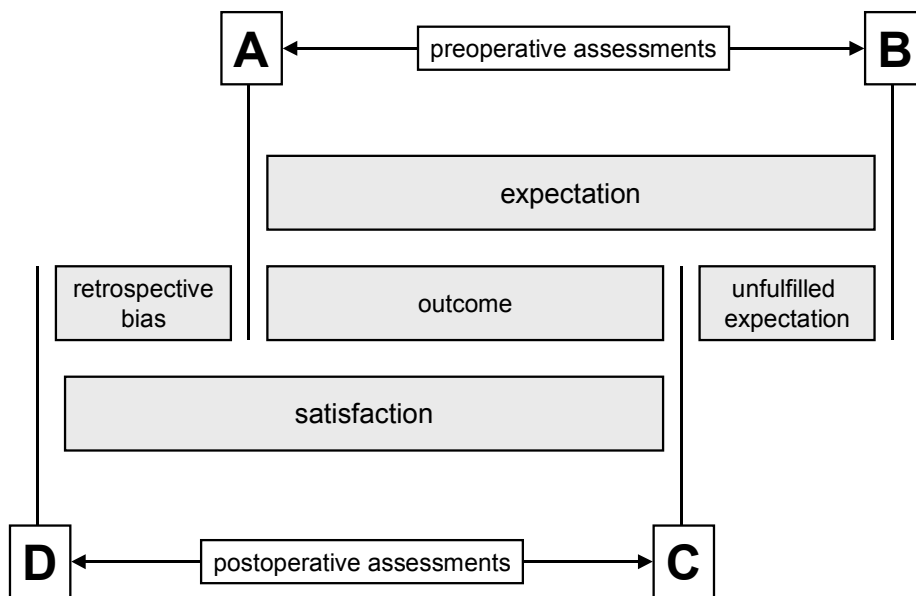 A
preoperative assessments
B
expectation
retrospective
bias
outcome
unfulfilled
expectation
satisfaction
D
postoperative assessments
C